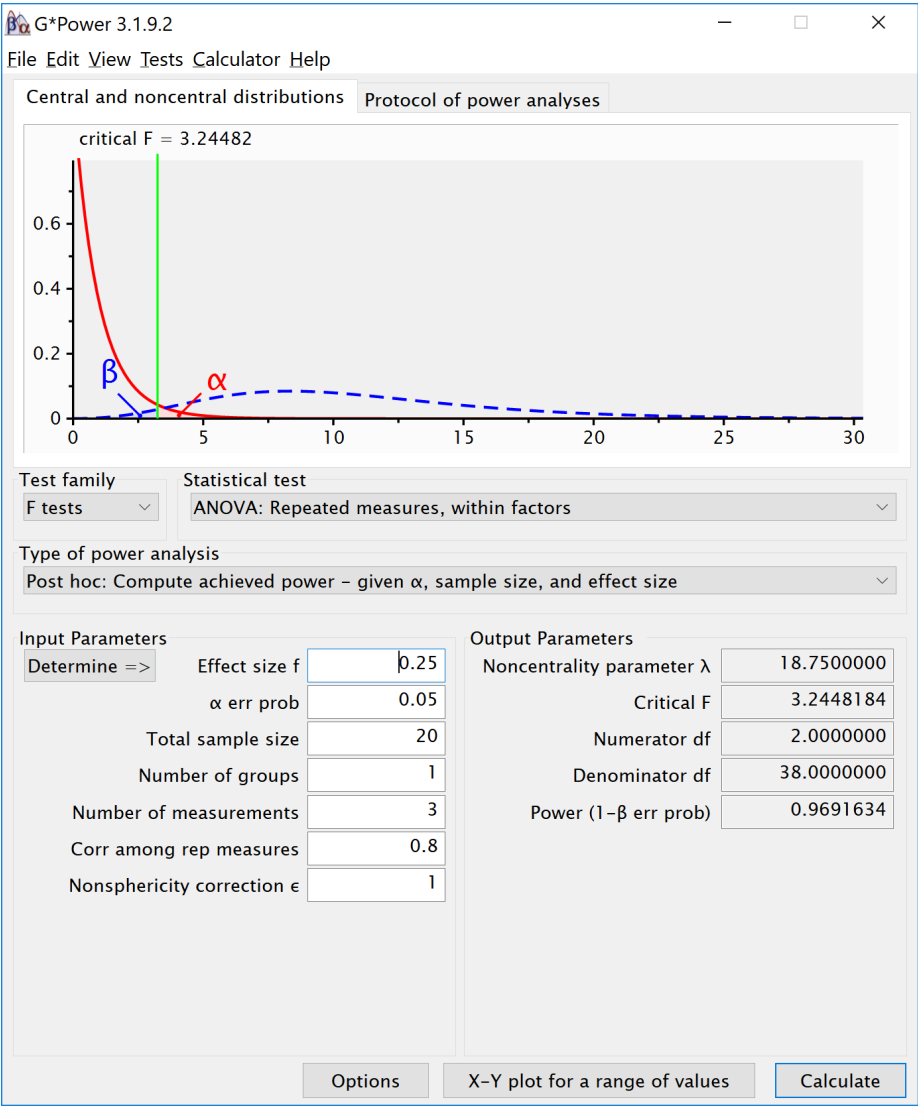 G*Power 3.1.9.2
File Edit View Tests Calculator Help
Central and noncentral distributions Protocol of power analyses
critical F = 3.24482
0.6
0.4
0.2
0
β α
0 5 10 15 20 25 30
Test family Statistical test
F tests ANOVA: Repeated measures, within factors
Type of power analysis
Post hoc: Compute achieved power – given α, sample size, and effect size
Input Parameters
Determine => Effect size f 0.25
α err prob 0.05
Total sample size 20
Number of groups 1
Number of measurements 3
Corr among rep measures 0.8
Nonsphericity correction ϵ 1
Output Parameters
Noncentrality parameter λ 18.7500000
Critical F 3.2448184
Numerator df 2.0000000
Denominator df 38.0000000
Power (1-β err prob) 0.9691634
Options X-Y plot for a range of values Calculate